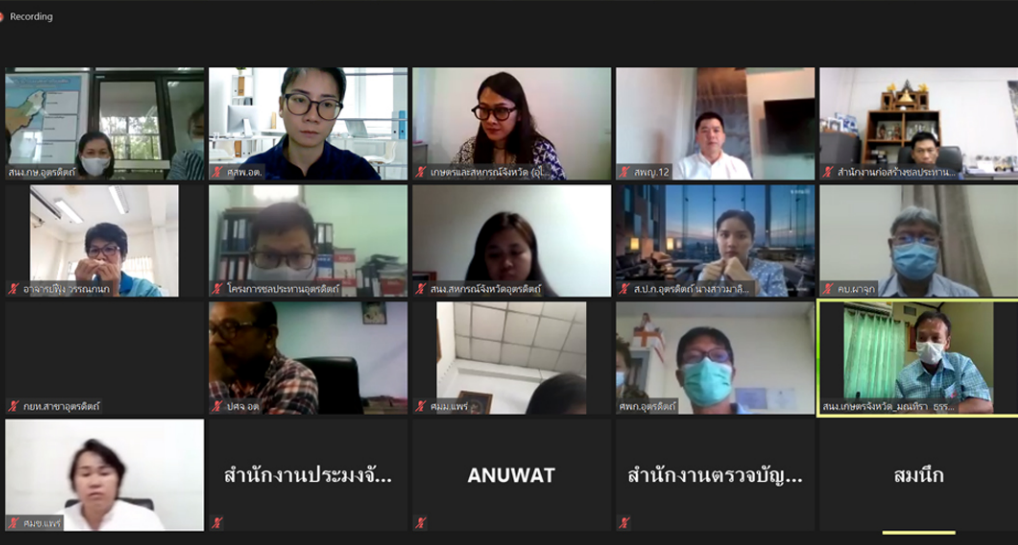 Recording
สนง.กษ.อุตรดิตถ์
ศสพ.อต.
เกษตรและสหกรณ์จังหวัด (อุ...
สพญ.12
สำนักงานก่อสร้างชลประทาน...
อาจารย์ฟุ้ง วรรณกนก
โครงการชลประทานอุตรดิตถ์
สนง.สหกรณ์จังหวัดอุตรดิตถ์
ส.ป.ก.อุตรดิตถ์ นางสาวมาลิ...
คบ.ผาจุก
กยท.สาขาอุตรดิตถ์
ปศจ.อต
ศมม.แพร่
ศพก.อุตรดิตถ์
สนง.เกษตรจังหวัด_มณฑิรา ธรร...
ศมข.แพร่
สำนักงานประมงจั...
ANUWAT
สำนักงานตรวจบัญ...
สมนึก